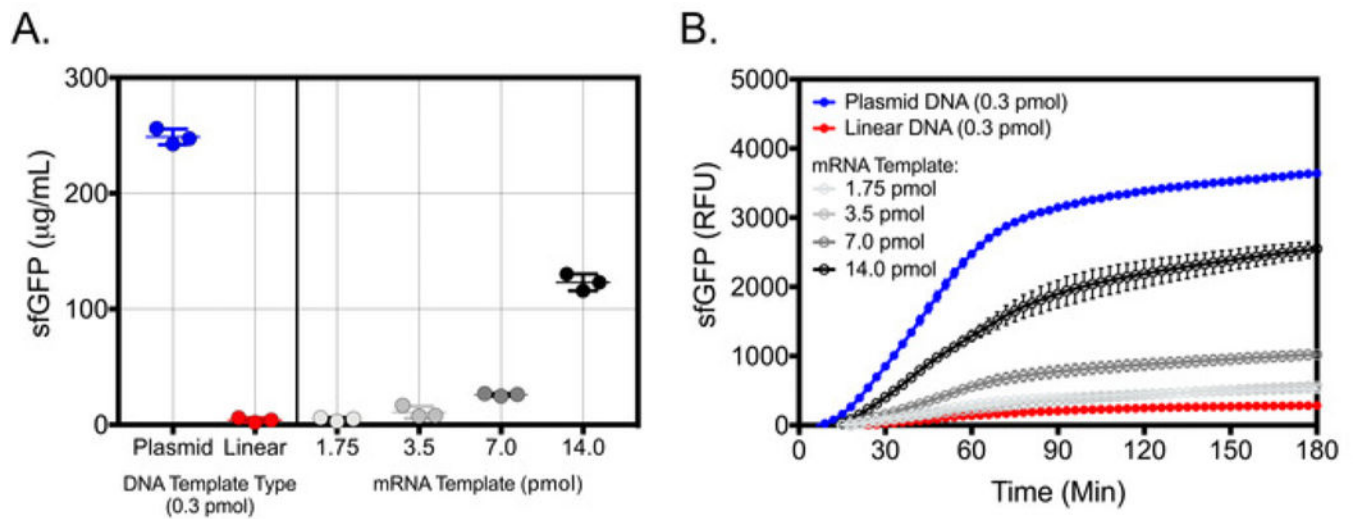 A.
300
200
100
0
sfGFP (µg/mL)
Plasmid Linear 1.75 3.5 7.0 14.0
DNA Template Type
(0.3 pmol)
mRNA Template (pmol)
B.
5000
4000
3000
2000
1000
0
sfGFP (RFU)
Plasmid DNA (0.3 pmol)
Linear DNA (0.3 pmol)
mRNA Template:
1.75 pmol
3.5 pmol
7.0 pmol
14.0 pmol
0 30 60 90 120 150 180
Time (Min)